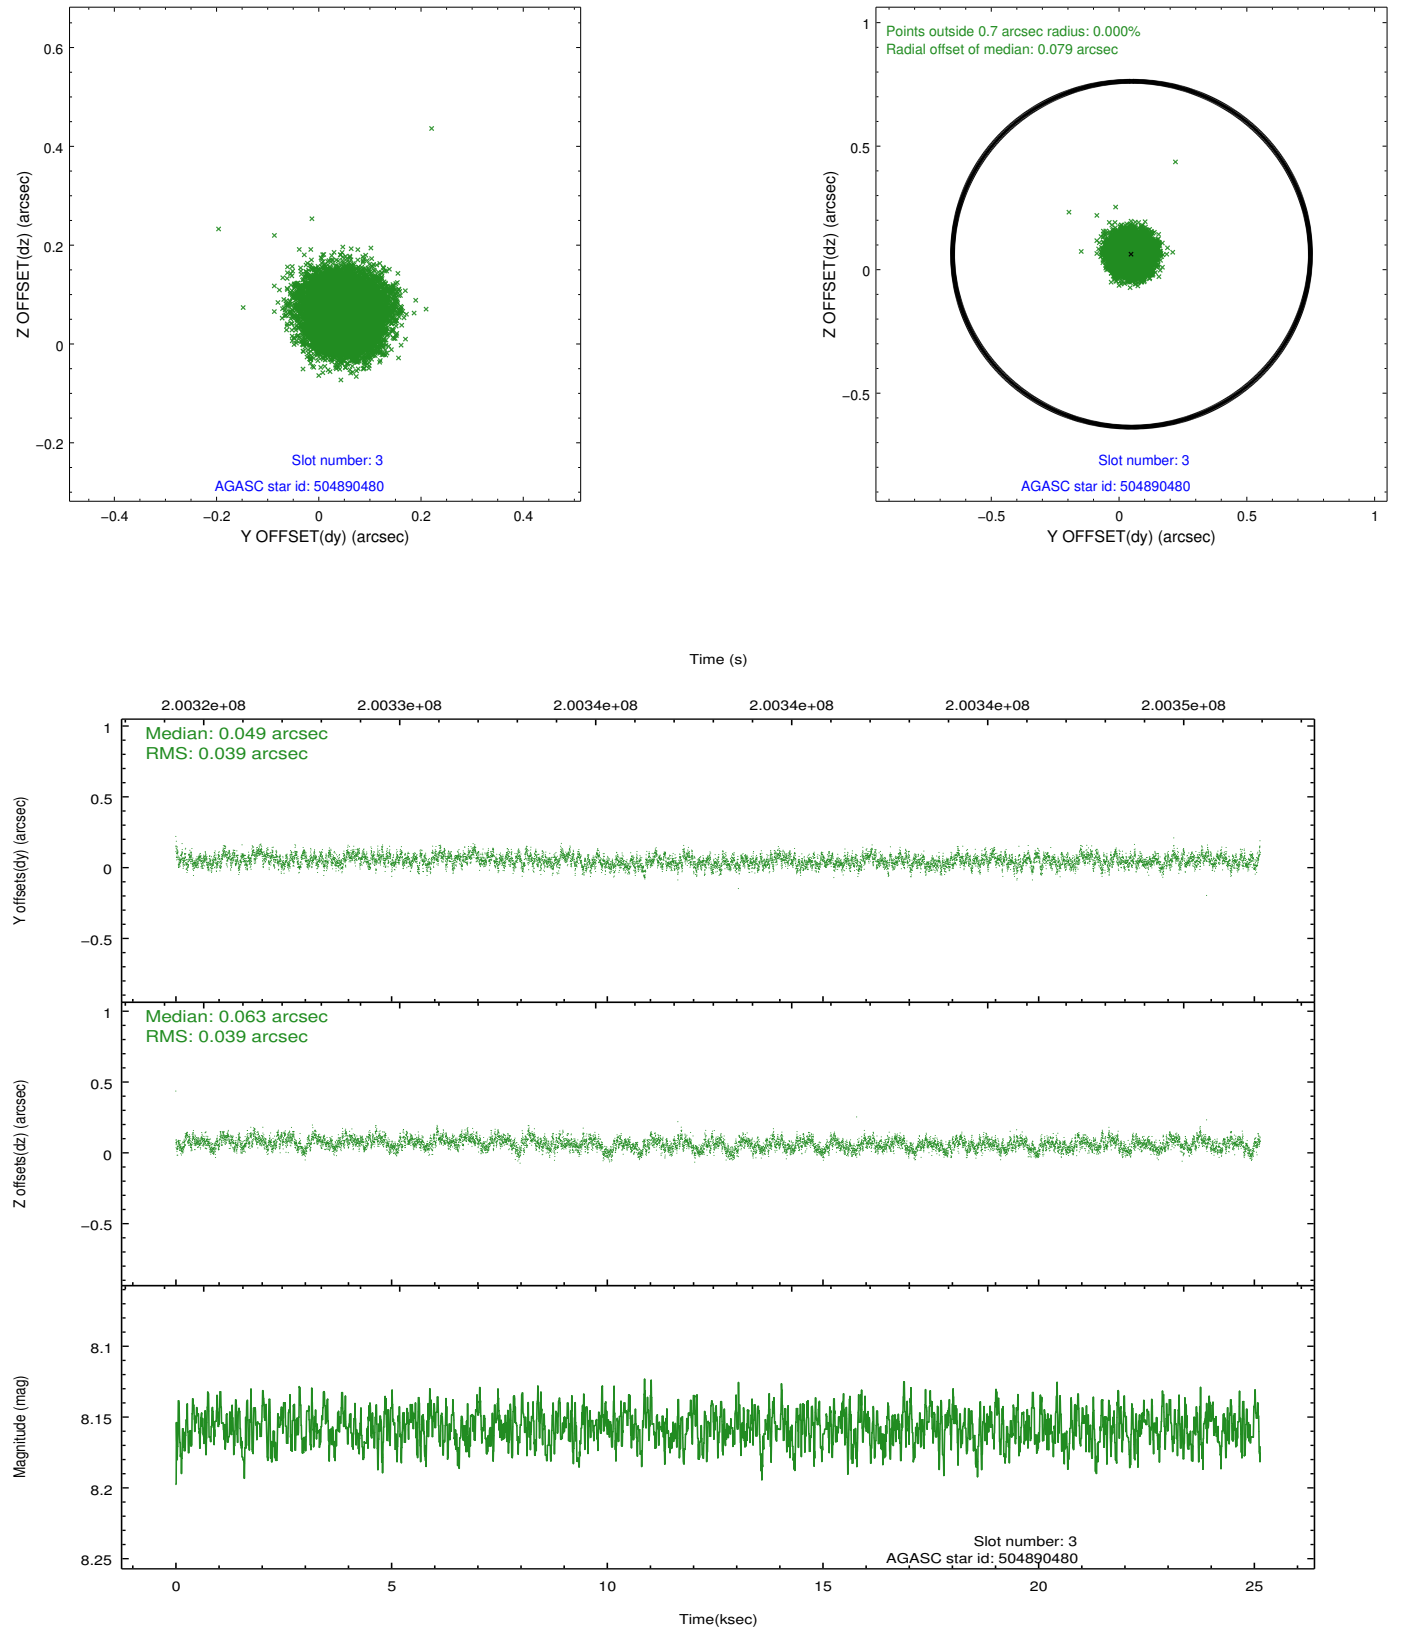 0.6
0.4
0.2
0
−0.2
Z OFFSET(dz) (arcsec)
Slot number: 3
AGASC star id: 504890480
−0.4 −0.2 0 0.2 0.4
Y OFFSET(dy) (arcsec)
Points outside 0.7 arcsec radius: 0.000%
Radial offset of median: 0.079 arcsec
1
0.5
0
−0.5
Z OFFSET(dz) (arcsec)
Slot number: 3
AGASC star id: 504890480
−0.5 0 0.5 1
Y OFFSET(dy) (arcsec)
Time (s)
2.0032e+08 2.0033e+08 2.0034e+08 2.0034e+08 2.0034e+08 2.0035e+08
Median: 0.049 arcsec
RMS: 0.039 arcsec
1
0.5
0
−0.5
Y offsets(dy) (arcsec)
Median: 0.063 arcsec
RMS: 0.039 arcsec
1
0.5
0
−0.5
Z offsets(dz) (arcsec)
8.1
8.15
8.2
8.25
Magnitude (mag)
Slot number: 3
AGASC star id: 504890480
0 5 10 15 20 25
Time(ksec)